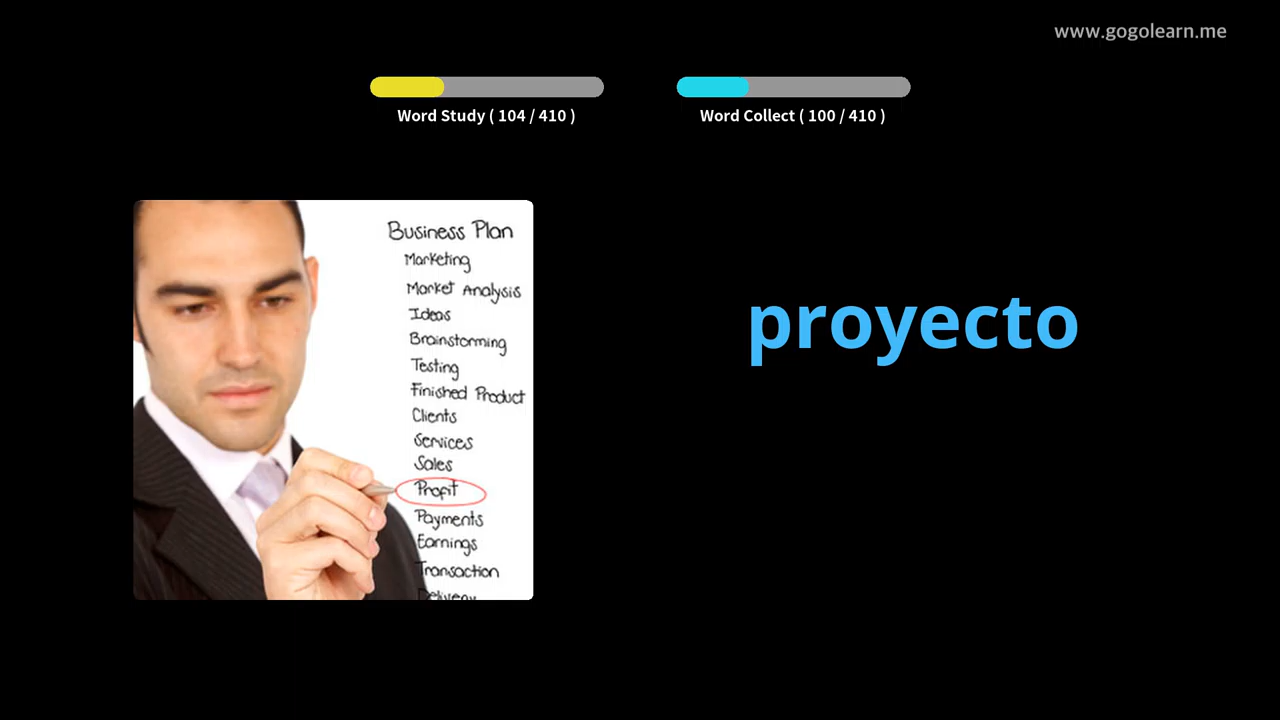 www.gogolearn.me
Word Study ( 104 / 410 )
Word Collect ( 100 / 410 )
Business Plan
Marketing
Market Analysis
Ideas
Brainstorming
Testing
Finished Product
Clients
Services
Sales
Profit
Payments
Earnings
Transaction
Delivery
proyecto